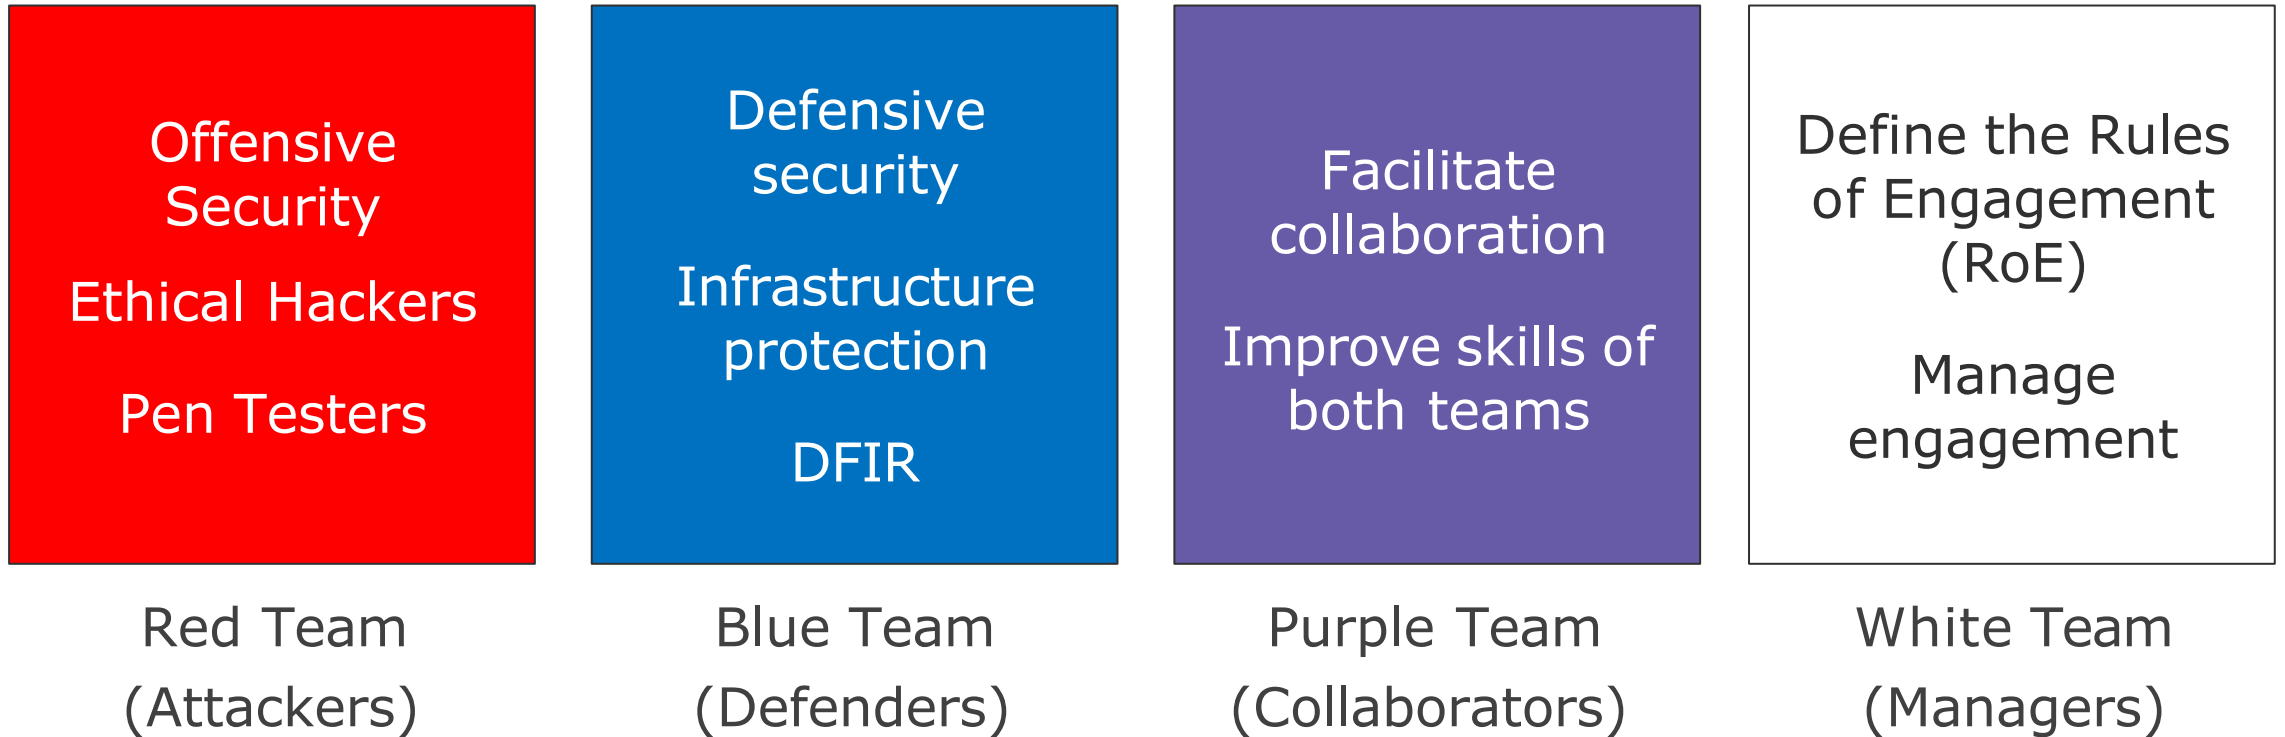 Offensive
Security
Ethical Hackers
Pen Testers
Defensive
security
Infrastructure
protection
DFIR
Facilitate
collaboration
Improve skills of
both teams
Define the Rules
of Engagement
(RoE)
Manage
engagement
Red Team
(Attackers)
Blue Team
(Defenders)
Purple Team
(Collaborators)
White Team
(Managers)